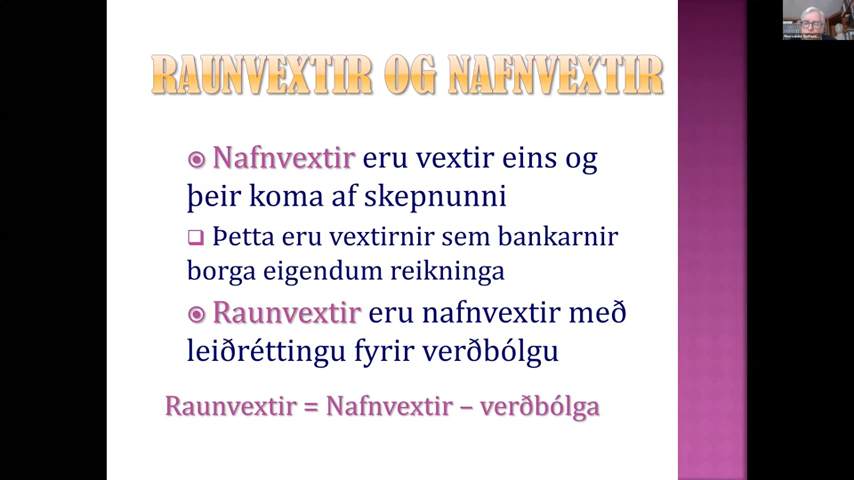 RAUNVEXTIR OG NAFNVEXTIR
Nafnvextir eru vextir eins og
þeir koma af skepnunni
Þetta eru vextirnir sem bankarnir
borga eigendum reikninga
Raunvextir eru nafnvextir með
leiðréttingu fyrir verðbólgu
Raunvextir = Nafnvextir – verðbólga